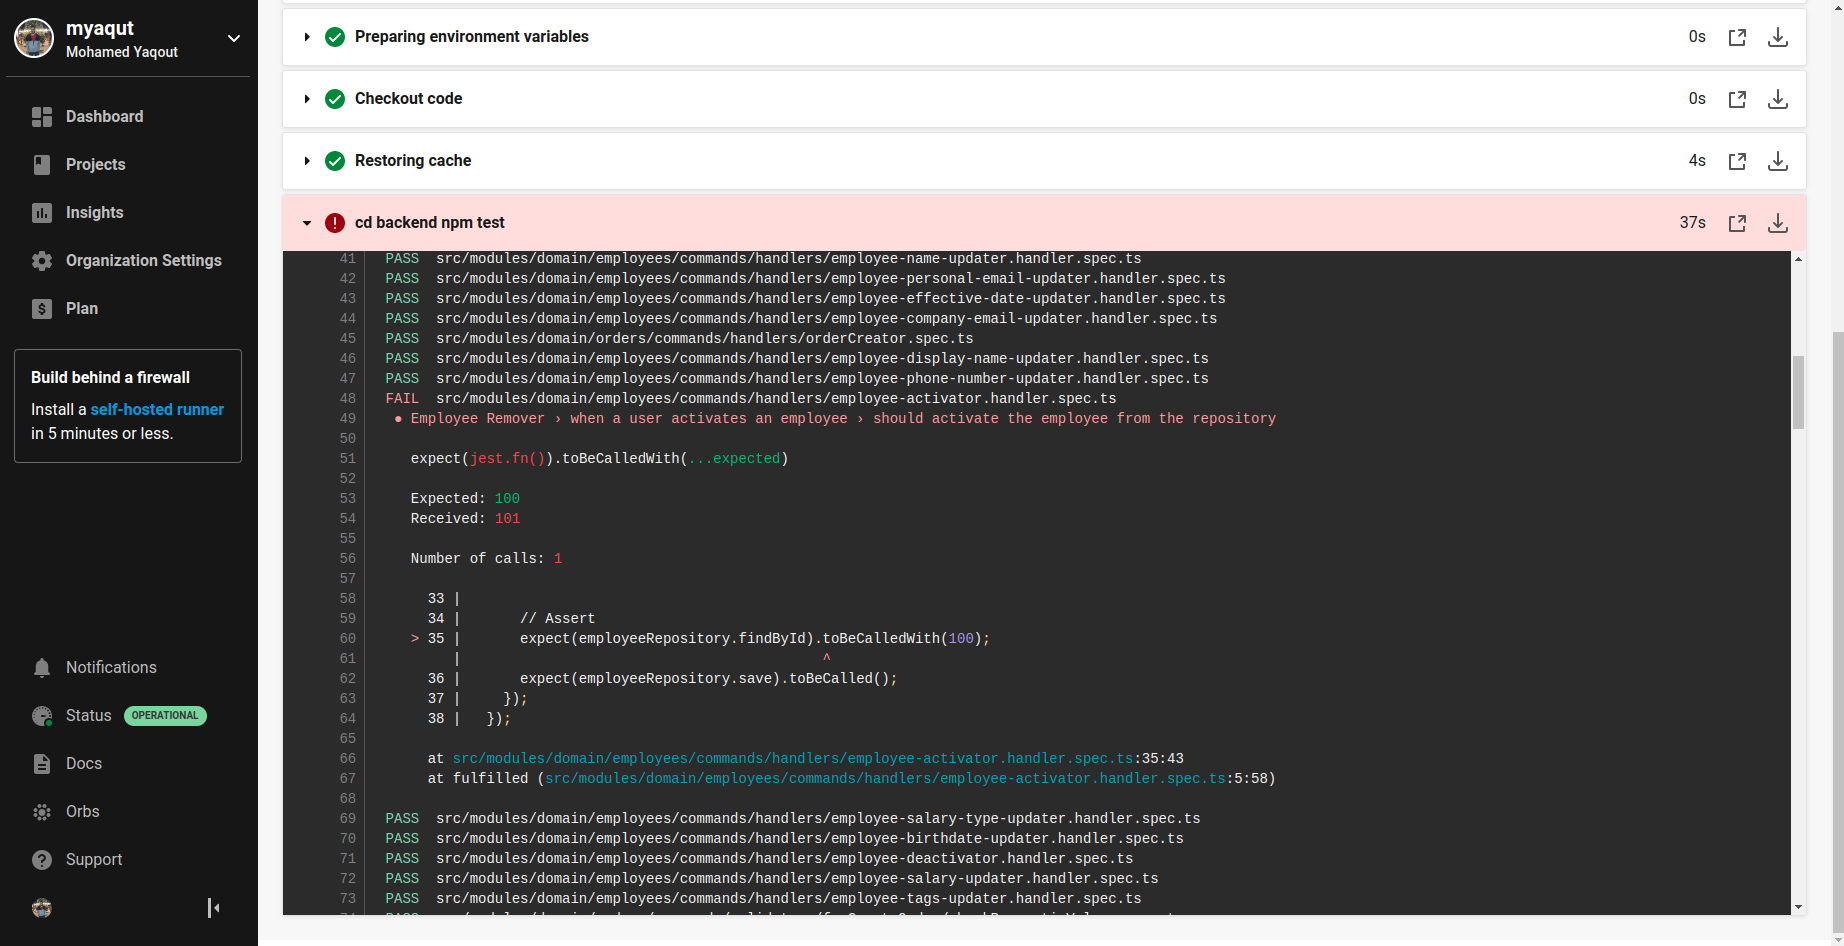 myaqut
Mohamed Yaqout
Dashboard
Projects
Insights
Organization Settings
Plan
Build behind a firewall
Install a self-hosted runner
in 5 minutes or less.
Notifications
Status OPERATIONAL
Docs
Orbs
Support
Preparing environment variables 0s
Checkout code 0s
Restoring cache 4s
cd backend npm test 37s
41 PASS src/modules/domain/employees/commands/handlers/employee-name-updater.handler.spec.ts
42 PASS src/modules/domain/employees/commands/handlers/employee-personal-email-updater.handler.spec.ts
43 PASS src/modules/domain/employees/commands/handlers/employee-effective-date-updater.handler.spec.ts
44 PASS src/modules/domain/employees/commands/handlers/employee-company-email-updater.handler.spec.ts
45 PASS src/modules/domain/orders/commands/handlers/orderCreator.spec.ts
46 PASS src/modules/domain/employees/commands/handlers/employee-display-name-updater.handler.spec.ts
47 PASS src/modules/domain/employees/commands/handlers/employee-phone-number-updater.handler.spec.ts
48 FAIL src/modules/domain/employees/commands/handlers/employee-activator.handler.spec.ts
49 ● Employee Remover › when a user activates an employee › should activate the employee from the repository
50
51 expect(jest.fn()).toBeCalledWith(...expected)
52
53 Expected: 100
54 Received: 101
55
56 Number of calls: 1
57
58 33 |
59 34 | // Assert
60 > 35 | expect(employeeRepository.findById).toBeCalledWith(100);
61 | ^
62 36 | expect(employeeRepository.save).toBeCalled();
63 37 | });
64 38 | });
65
66 at src/modules/domain/employees/commands/handlers/employee-activator.handler.spec.ts:35:43
67 at fulfilled (src/modules/domain/employees/commands/handlers/employee-activator.handler.spec.ts:5:58)
68
69 PASS src/modules/domain/employees/commands/handlers/employee-salary-type-updater.handler.spec.ts
70 PASS src/modules/domain/employees/commands/handlers/employee-birthdate-updater.handler.spec.ts
71 PASS src/modules/domain/employees/commands/handlers/employee-deactivator.handler.spec.ts
72 PASS src/modules/domain/employees/commands/handlers/employee-salary-updater.handler.spec.ts
73 PASS src/modules/domain/employees/commands/handlers/employee-tags-updater.handler.spec.ts